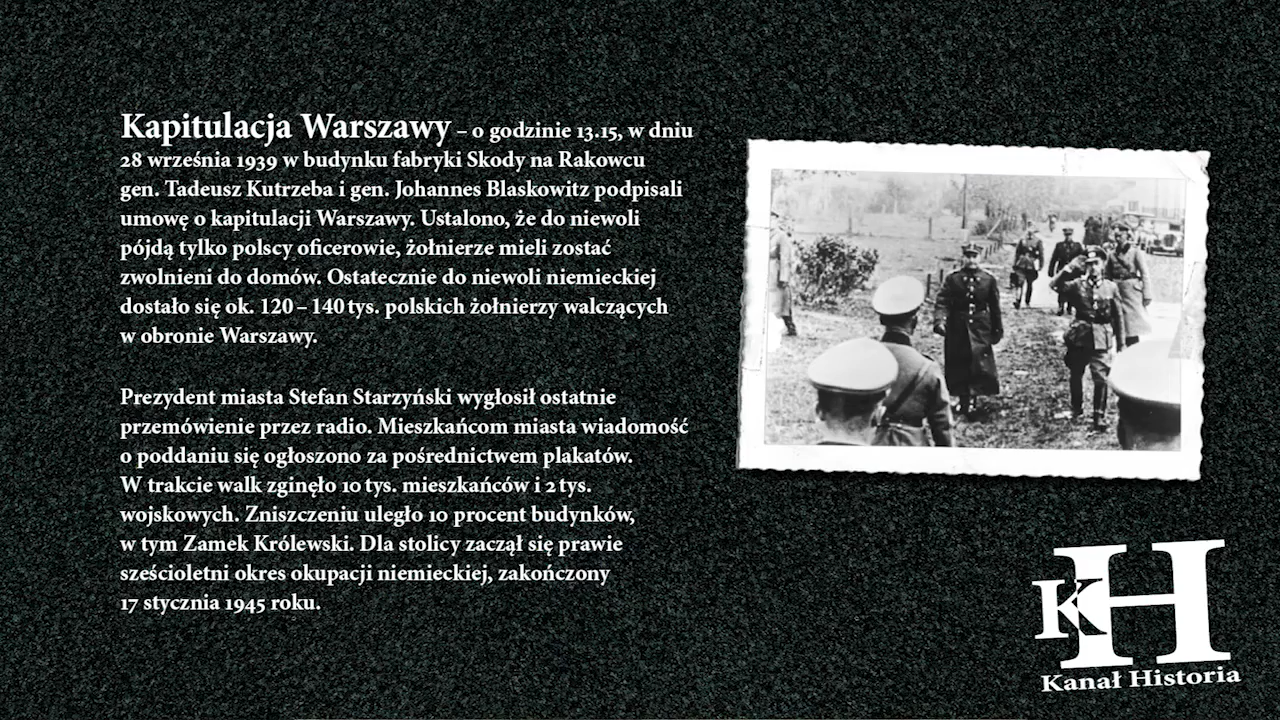 Kapitulacja Warszawy – o godzinie 13.15, w dniu
28 września 1939 w budynku fabryki Skody na Rakowcu
gen. Tadeusz Kutrzeba i gen. Johannes Blaskowitz podpisali
umowę o kapitulacji Warszawy. Ustalono, że do niewoli
pójdą tylko polscy oficerowie, żołnierze mieli zostać
zwolnieni do domów. Ostatecznie do niewoli niemieckiej
dostało się ok. 120 – 140 tys. polskich żołnierzy walczących
w obronie Warszawy.
Prezydent miasta Stefan Starzyński wygłosił ostatnie
przemówienie przez radio. Mieszkańcom miasta wiadomość
o poddaniu się ogłoszono za pośrednictwem plakatów.
W trakcie walk zginęło 10 tys. mieszkańców i 2 tys.
wojskowych. Zniszczeniu uległo 10 procent budynków,
w tym Zamek Królewski. Dla stolicy zaczął się prawie
sześcioletni okres okupacji niemieckiej, zakończony
17 stycznia 1945 roku.
KH
Kanał Historia